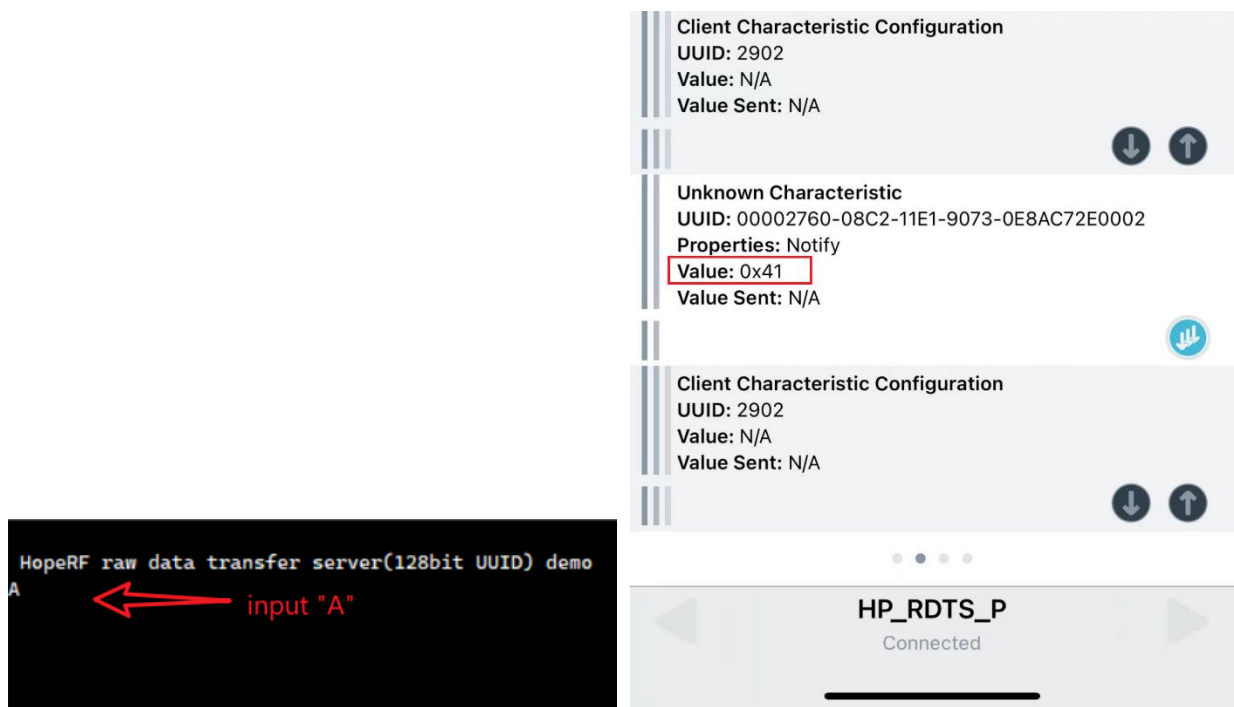 HopeRF raw data transfer server(128bit UUID) demo
A
input "A"
Client Characteristic Configuration
UUID: 2902
Value: N/A
Value Sent: N/A
Unknown Characteristic
UUID: 00002760-08C2-11E1-9073-0E8AC72E0002
Properties: Notify
Value: 0x41
Value Sent: N/A
Client Characteristic Configuration
UUID: 2902
Value: N/A
Value Sent: N/A
HP_RDTS_P
Connected